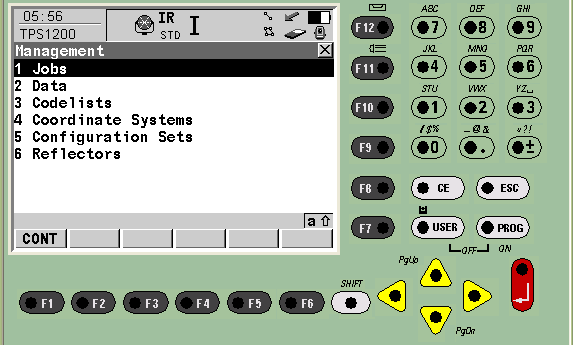 05:56
TPS1200
IR
STD
I
Management
1 Jobs
2 Data
3 Codelists
4 Coordinate Systems
5 Configuration Sets
6 Reflectors
a
CONT
F12
F11
F10
F9
F8
F7
ABC DEF GHI
7 8 9
JKL MNO PQR
4 5 6
STU VWX YZ␣
1 2 3
/$% _@& *?!
0 . ±
CE ESC
USER PROG
OFF ON
PgUp
SHIFT
F1 F2 F3 F4 F5 F6
PgDn